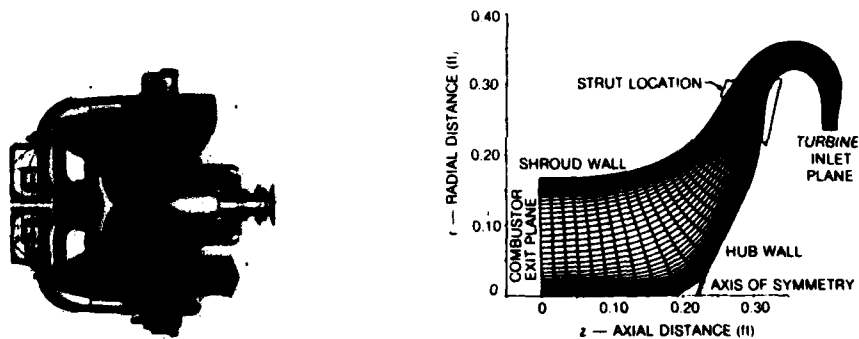 0.40
0.30
0.20
0.10
0
r — RADIAL DISTANCE (ft)
STRUT LOCATION
TURBINE
INLET
PLANE
SHROUD WALL
COMBUSTOR
EXIT PLANE
HUB WALL
AXIS OF SYMMETRY
0 0.10 0.20 0.30
z — AXIAL DISTANCE (ft)